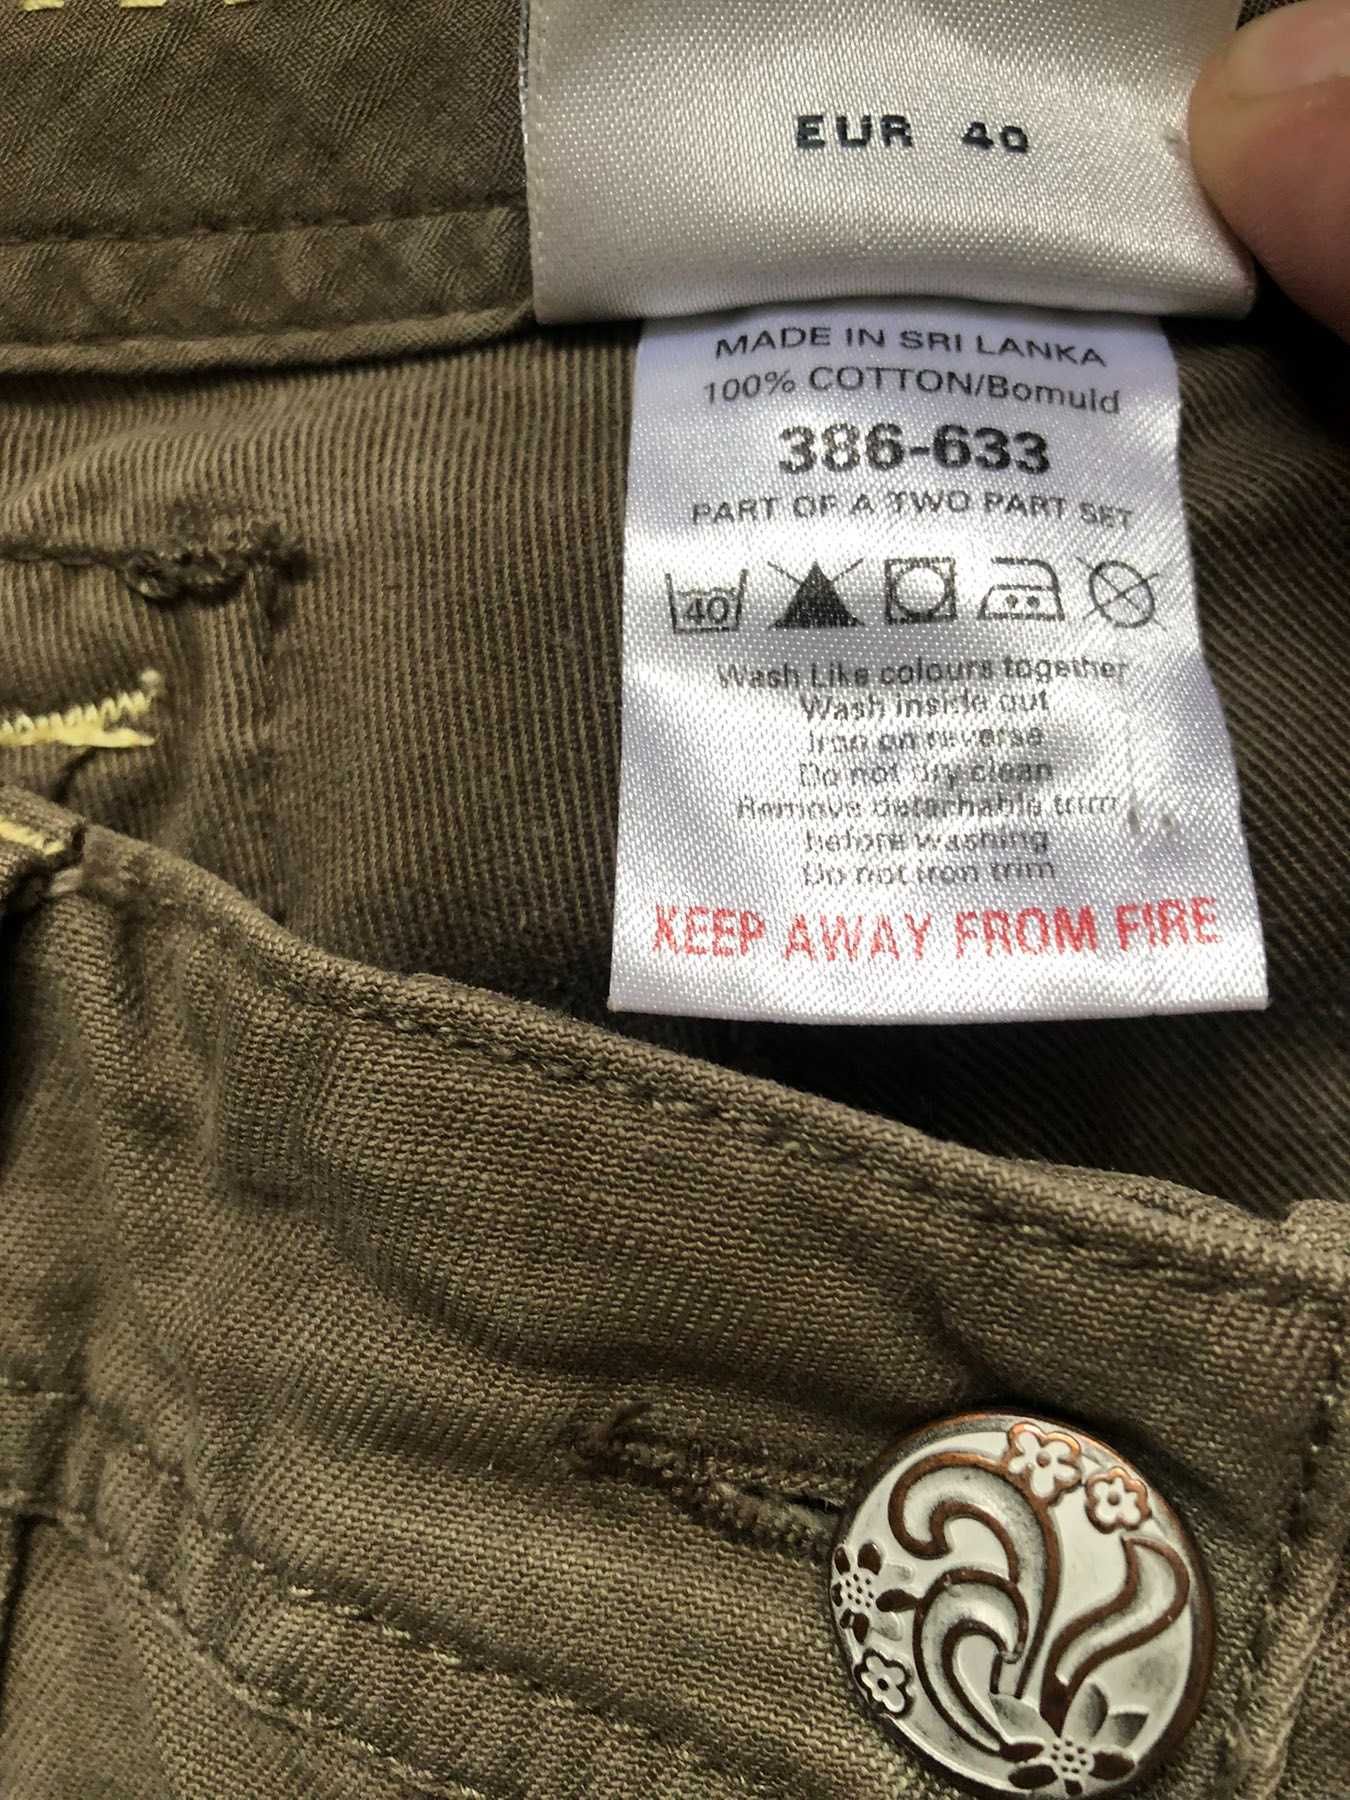 EUR 40
MADE IN SRI LANKA
100% COTTON/Bomuld
386-633
PART OF A TWO PART SET
40
Wash Like colours together
Wash inside out
Iron on reverse
Do not dry clean
Remove detachable trim
before washing
Do not iron trim
KEEP AWAY FROM FIRE